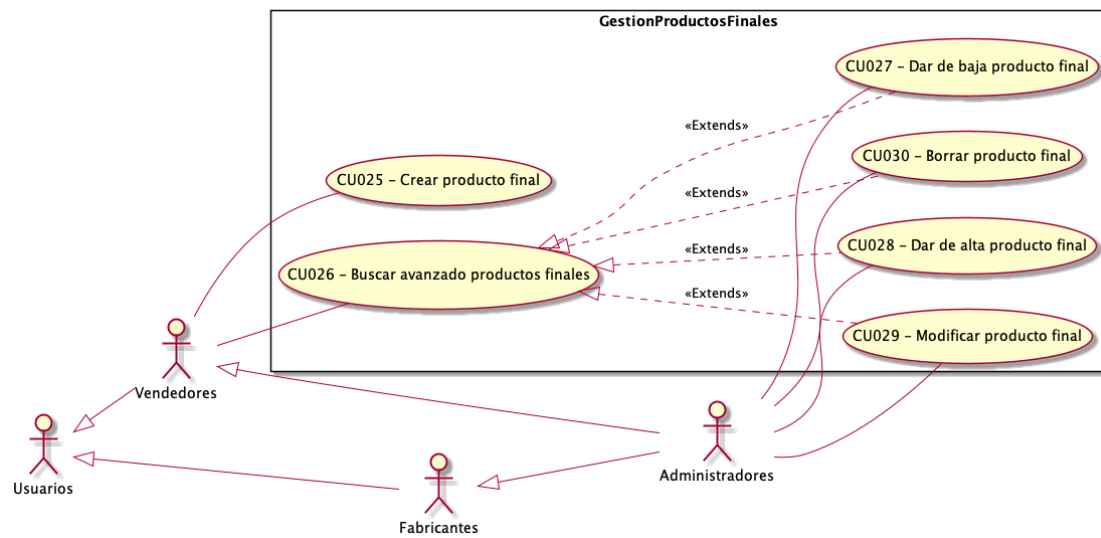 GestionProductosFinales
CU027 – Dar de baja producto final
«Extends»
CU030 – Borrar producto final
CU025 – Crear producto final
«Extends»
CU028 – Dar de alta producto final
«Extends»
CU026 – Buscar avanzado productos finales
«Extends»
CU029 – Modificar producto final
Vendedores
Administradores
Usuarios
Fabricantes